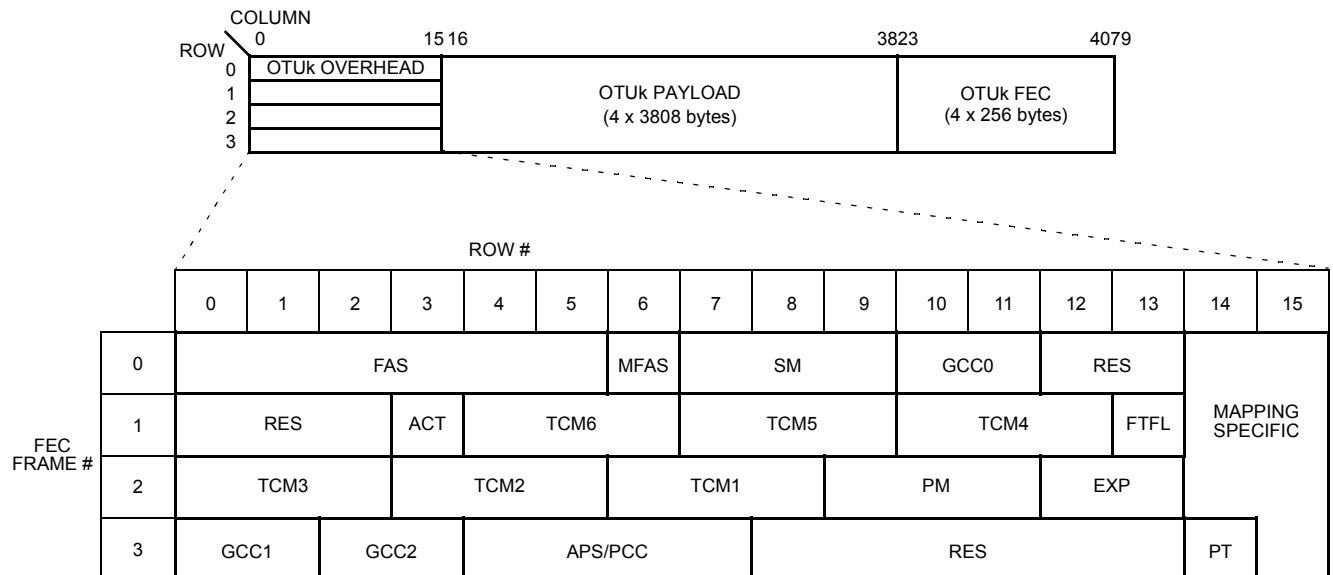 COLUMN
ROW
0 15 16 3823 4079
0 OTUk OVERHEAD
1
2
3
OTUk PAYLOAD
(4 x 3808 bytes)
OTUk FEC
(4 x 256 bytes)
ROW #
0 1 2 3 4 5 6 7 8 9 10 11 12 13 14 15
FEC
FRAME #
0 FAS MFAS SM GCC0 RES
MAPPING
SPECIFIC
1 RES ACT TCM6 TCM5 TCM4 FTFL
2 TCM3 TCM2 TCM1 PM EXP
3 GCC1 GCC2 APS/PCC RES PT